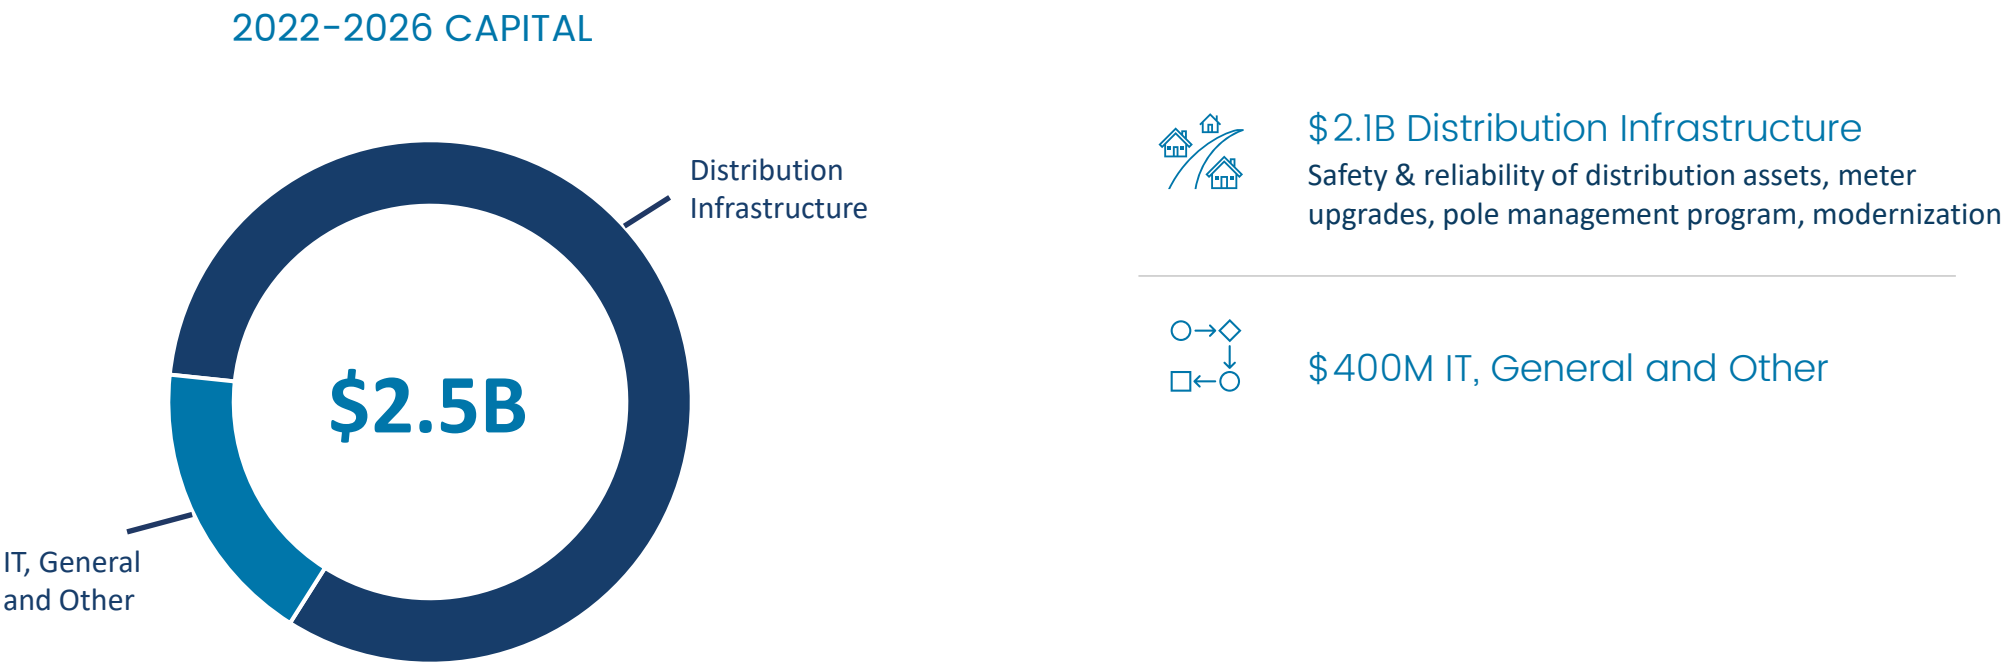 2022-2026 CAPITAL
Distribution
Infrastructure
$2.5B
IT, General
and Other
$2.1B Distribution Infrastructure
Safety & reliability of distribution assets, meter
upgrades, pole management program, modernization
$400M IT, General and Other